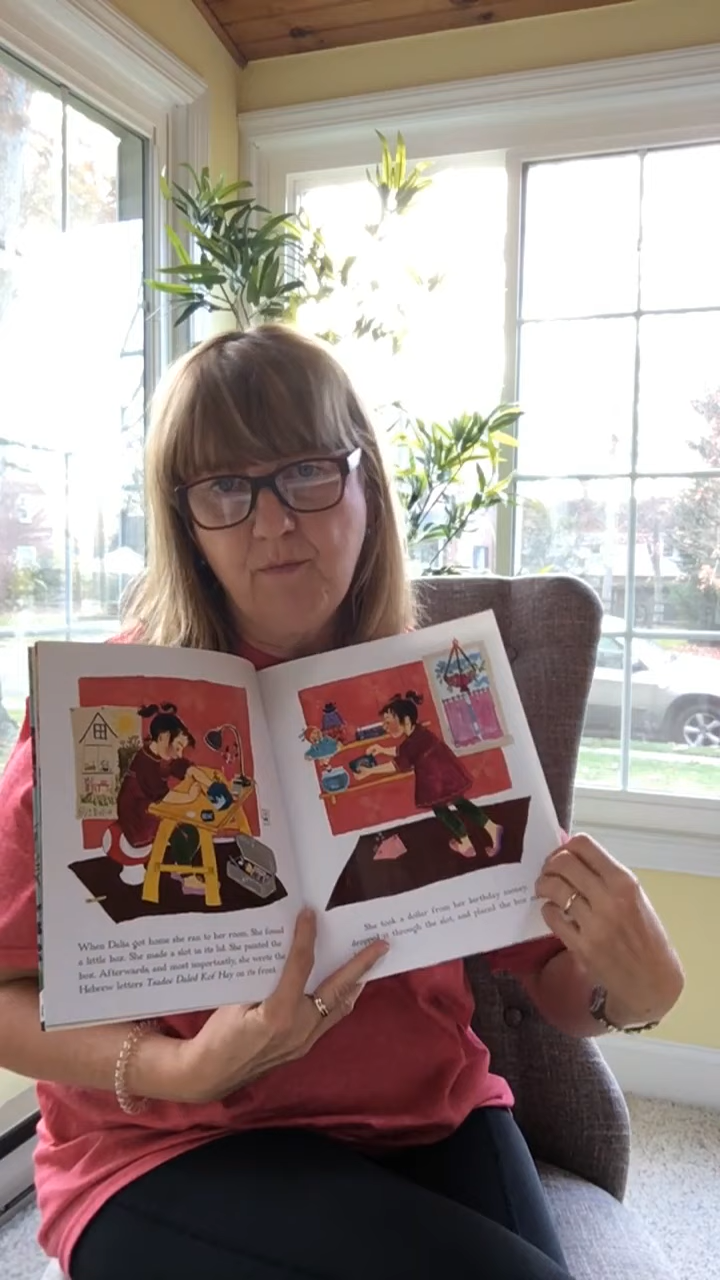 When Dalia got home she ran to her room. She found
a little box. She made a slot in its lid. She painted the
box. Afterwards, and most importantly, she wrote the
Hebrew letters Tsadee Daled Kof Hey on its front.
She took a dollar from her birthday money,
dropped it through the slot, and placed the box